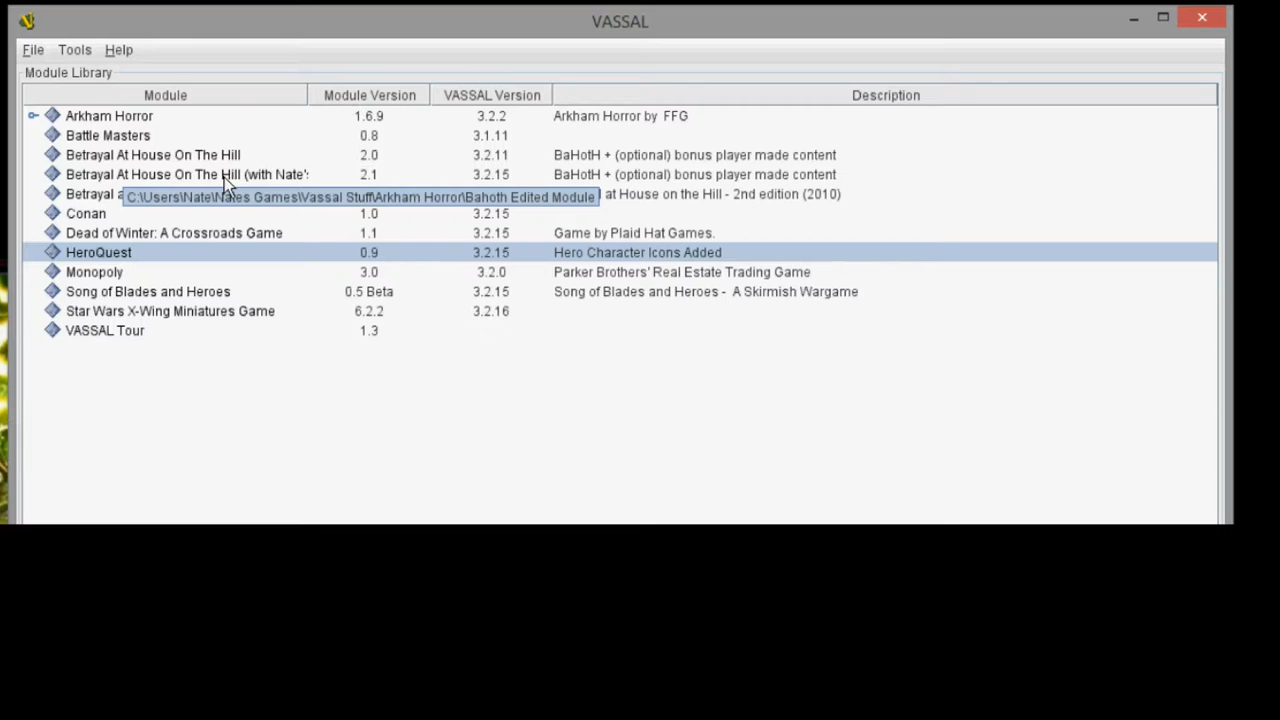 VASSAL
File Tools Help
Module Library
Module Module Version VASSAL Version Description
Arkham Horror 1.6.9 3.2.2 Arkham Horror by FFG
Battle Masters 0.8 3.1.11
Betrayal At House On The Hill 2.0 3.2.11 BaHotH + (optional) bonus player made content
Betrayal At House On The Hill (with Nate': 2.1 3.2.15 BaHotH + (optional) bonus player made content
Betrayal a at House on the Hill - 2nd edition (2010)
C:\Users\Nate\Nates Games\Vassal Stuff\Arkham Horror\Bahoth Edited Module
Conan 1.0 3.2.15
Dead of Winter: A Crossroads Game 1.1 3.2.15 Game by Plaid Hat Games.
HeroQuest 0.9 3.2.15 Hero Character Icons Added
Monopoly 3.0 3.2.0 Parker Brothers' Real Estate Trading Game
Song of Blades and Heroes 0.5 Beta 3.2.15 Song of Blades and Heroes - A Skirmish Wargame
Star Wars X-Wing Miniatures Game 6.2.2 3.2.16
VASSAL Tour 1.3